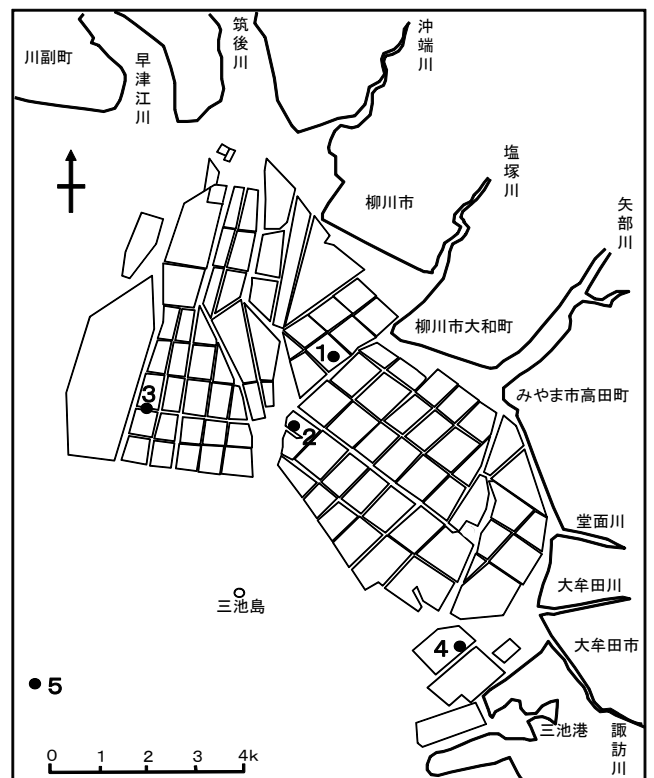 川副町
早津江川
筑後川
沖端川
塩塚川
矢部川
柳川市
柳川市大和町
みやま市高田町
1
3
2
堂面川
大牟田川
三池島
大牟田市
4
5
三池港
諏訪川
0 1 2 3 4k